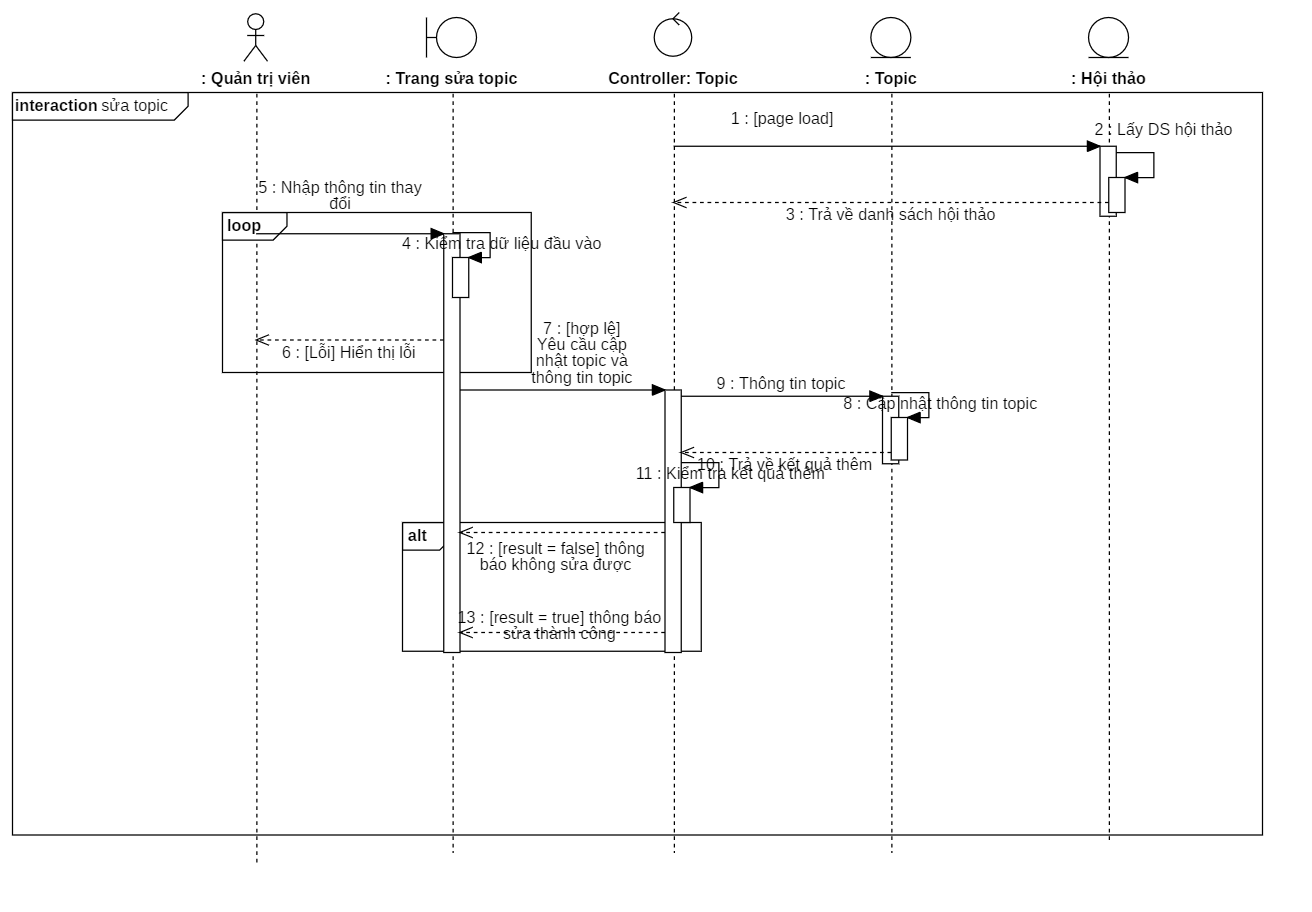 : Quản trị viên
: Trang sửa topic
Controller: Topic
: Topic
: Hội thảo
interaction sửa topic
1 : [page load]
2 : Lấy DS hội thảo
3 : Trả về danh sách hội thảo
5 : Nhập thông tin thay
đổi
loop
4 : Kiểm tra dữ liệu đầu vào
6 : [Lỗi] Hiển thị lỗi
7 : [hợp lệ]
Yêu cầu cập
nhật topic và
thông tin topic
9 : Thông tin topic
8 : Cập nhật thông tin topic
10 : Trả về kết quả thêm
11 : Kiểm tra kết quả thêm
alt
12 : [result = false] thông
báo không sửa được
13 : [result = true] thông báo
sửa thành công